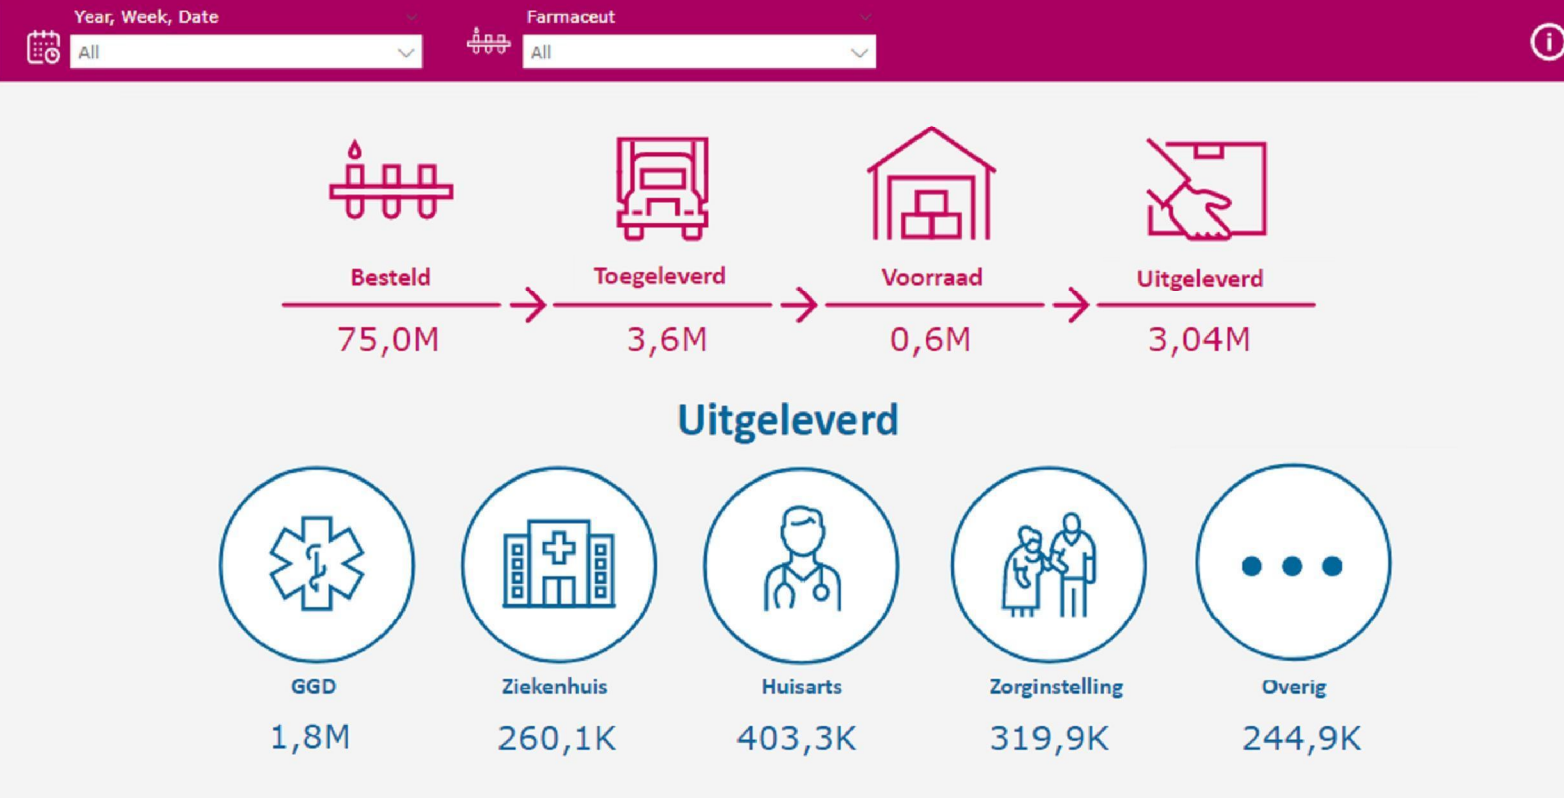 Year, Week, Date
All
Farmaceut
All
Besteld
Toegeleverd
Voorraad
Uitgeleverd
75,0M
3,6M
0,6M
3,04M
Uitgeleverd
GGD
Ziekenhuis
Huisarts
Zorginstelling
Overig
1,8M
260,1K
403,3K
319,9K
244,9K